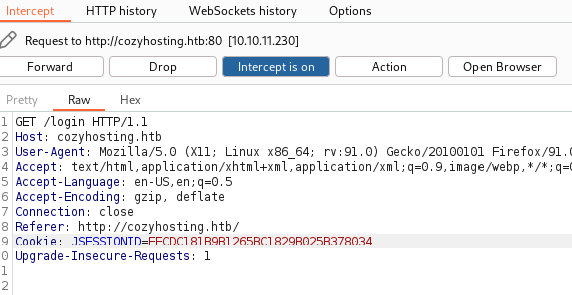 Intercept HTTP history WebSockets history Options
Request to http://cozyhosting.htb:80 [10.10.11.230]
Forward Drop Intercept is on Action Open Browser
Pretty Raw Hex
1 GET /login HTTP/1.1
2 Host: cozyhosting.htb
3 User-Agent: Mozilla/5.0 (X11; Linux x86_64; rv:91.0) Gecko/20100101 Firefox/91.0
4 Accept: text/html,application/xhtml+xml,application/xml;q=0.9,image/webp,*/*;q=0
5 Accept-Language: en-US,en;q=0.5
6 Accept-Encoding: gzip, deflate
7 Connection: close
8 Referer: http://cozyhosting.htb/
9 Cookie: JSESSIONID=
0 Upgrade-Insecure-Requests: 1
1
2